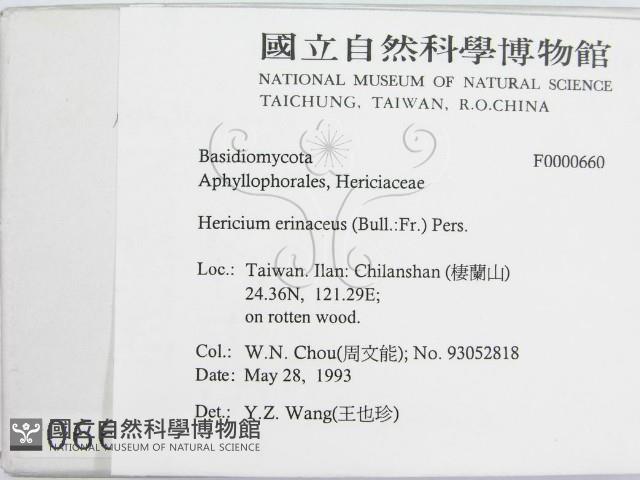 國立自然科學博物館
NATIONAL MUSEUM OF NATURAL SCIENCE
TAICHUNG, TAIWAN, R.O.CHINA
Basidiomycota F0000660
Aphyllophorales, Hericiaceae
Hericium erinaceus (Bull.:Fr.) Pers.
Loc.: Taiwan. Ilan: Chilanshan (棲蘭山)
24.36N, 121.29E;
on rotten wood.
Col.: W.N. Chou(周文能); No. 93052818
Date: May 28, 1993
Det.: Y.Z. Wang(王也珍)
國立自然科學博物館
NATIONAL MUSEUM OF NATURAL SCIENCE